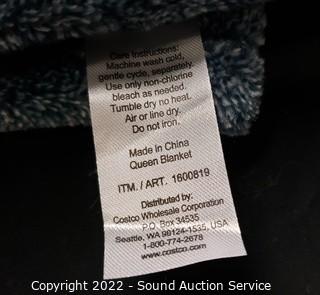 Care Instructions:
Machine wash cold,
gentle cycle, separately.
Use only non-chlorine
bleach as needed.
Tumble dry no heat.
Air or line dry.
Do not iron.
Made in China
Queen Blanket
ITM. / ART. 1600819
Distributed by:
Costco Wholesale Corporation
P.O. Box 34535
Seattle, WA 98124-1535, USA
1-800-774-2678
www.costco.com
Copyright © 2022 - Sound Auction Service